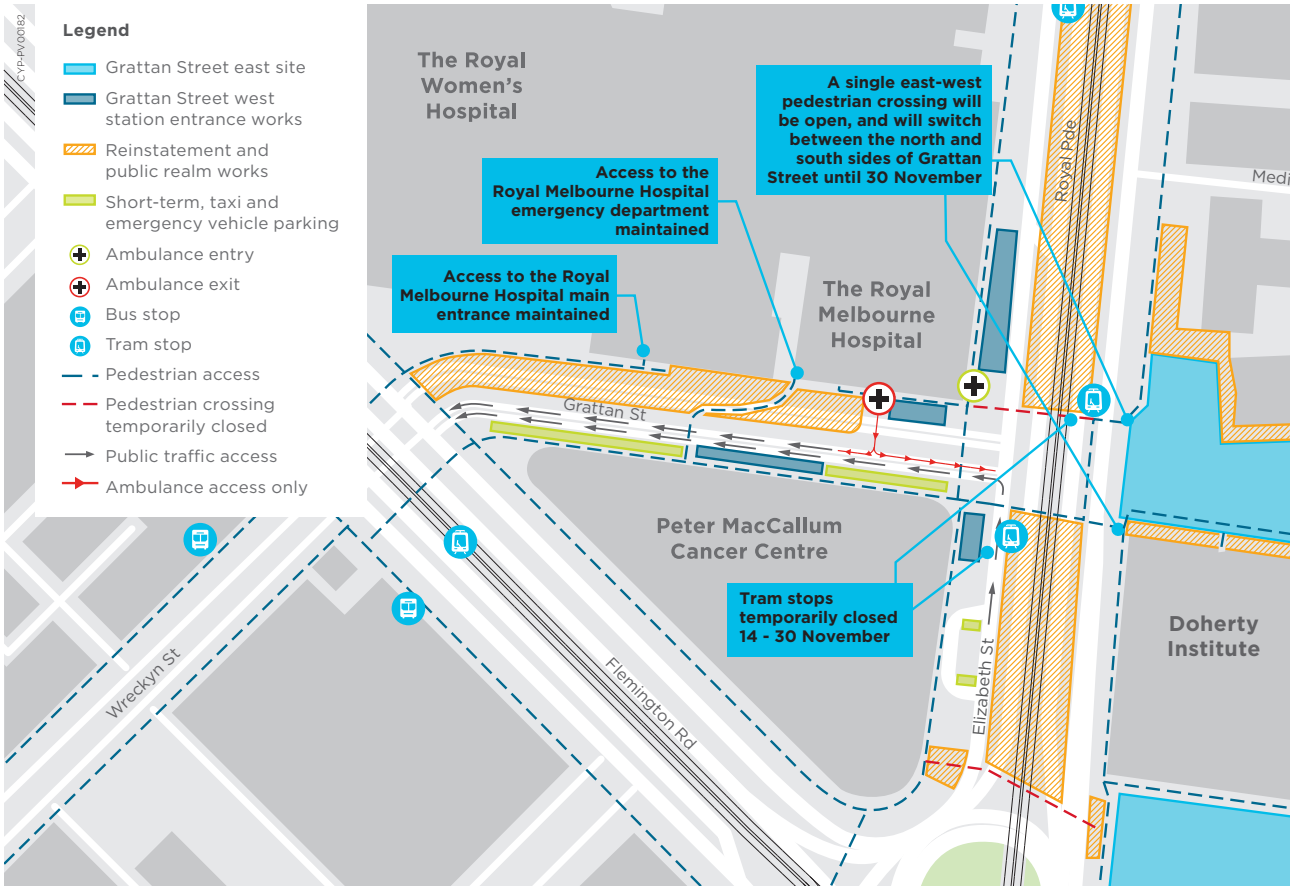 CYP-PV00182
Legend
Grattan Street east site
Grattan Street west
station entrance works
Reinstatement and
public realm works
Short-term, taxi and
emergency vehicle parking
Ambulance entry
Ambulance exit
Bus stop
Tram stop
Pedestrian access
Pedestrian crossing
temporarily closed
Public traffic access
Ambulance access only
The Royal
Women's
Hospital
A single east-west
pedestrian crossing will
be open, and will switch
between the north and
south sides of Grattan
Street until 30 November
Royal Pde
Medi
Access to the
Royal Melbourne Hospital
emergency department
maintained
Access to the Royal
Melbourne Hospital main
entrance maintained
The Royal
Melbourne
Hospital
Grattan St
Peter MacCallum
Cancer Centre
Tram stops
temporarily closed
14 - 30 November
Doherty
Institute
Elizabeth St
Wreckyn St
Flemington Rd